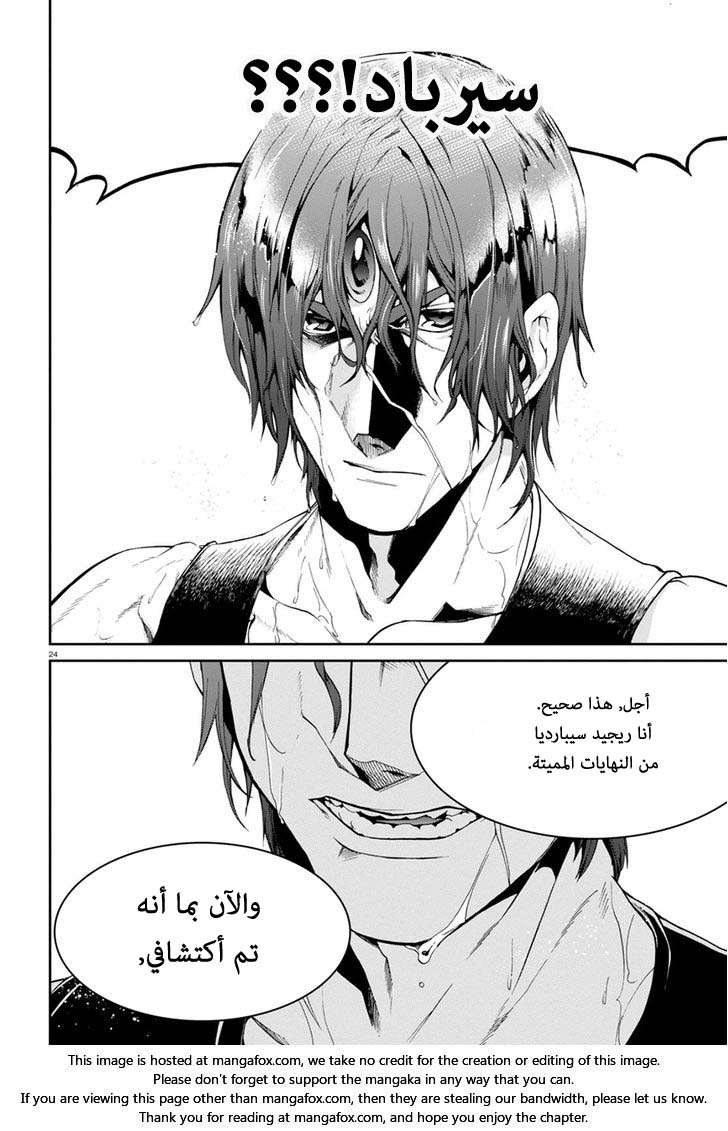 سيرباد!؟؟؟
24
أجل, هذا صحيح.
أنا ريجيد سيبارديا
من النهايات المميتة.
والآن بما أنه
تم أكتشافي,
This image is hosted at mangafox.com, we take no credit for the creation or editing of this image.
Please don't forget to support the mangaka in any way that you can.
If you are viewing this page other than mangafox.com, then they are stealing our bandwidth, please let us know.
Thank you for reading at mangafox.com, and hope you enjoy the chapter.